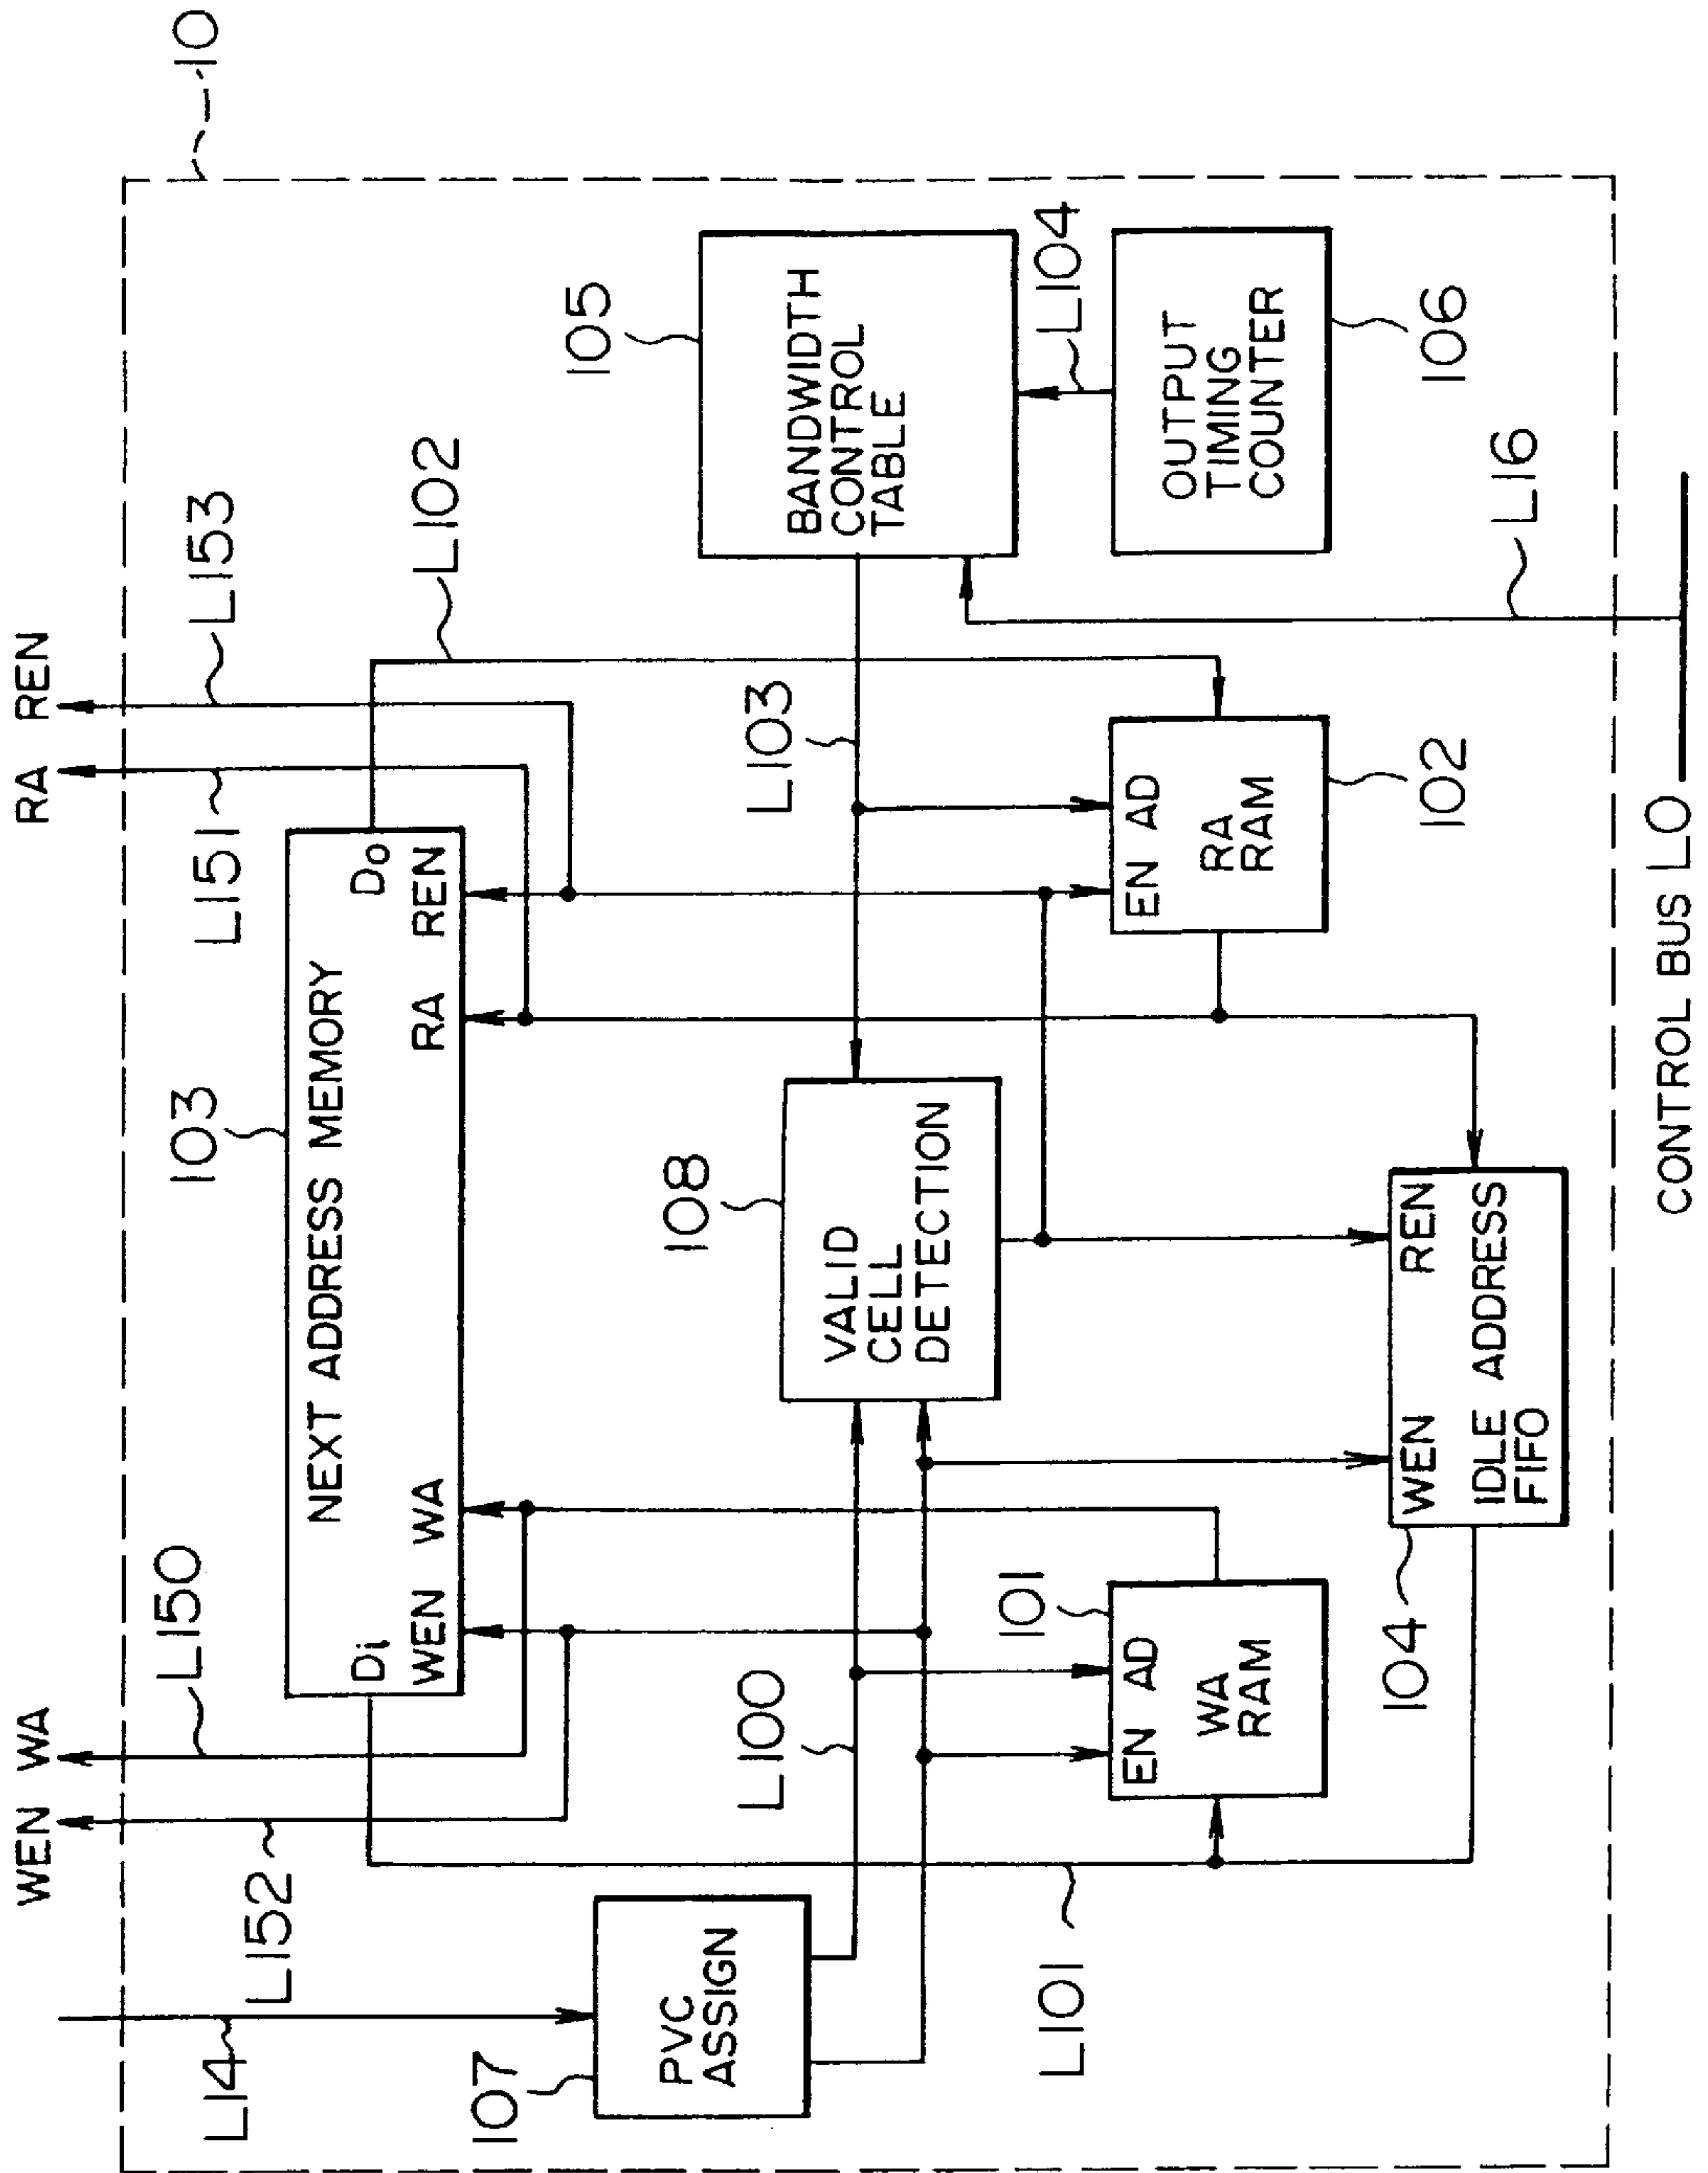 10
WEN WA
RA REN
L14
L152
L150
L151
L153
103
L102
Di
Do
NEXT ADDRESS MEMORY
WEN WA
RA REN
107
PVC
ASSIGN
L100
108
VALID
CELL
DETECTION
L103
105
BANDWIDTH
CONTROL
TABLE
L104
L101
101
EN AD
WA
RAM
EN AD
RA
RAM
102
OUTPUT
TIMING
COUNTER
106
104
WEN
REN
IDLE ADDRESS
FIFO
L16
CONTROL BUS L0